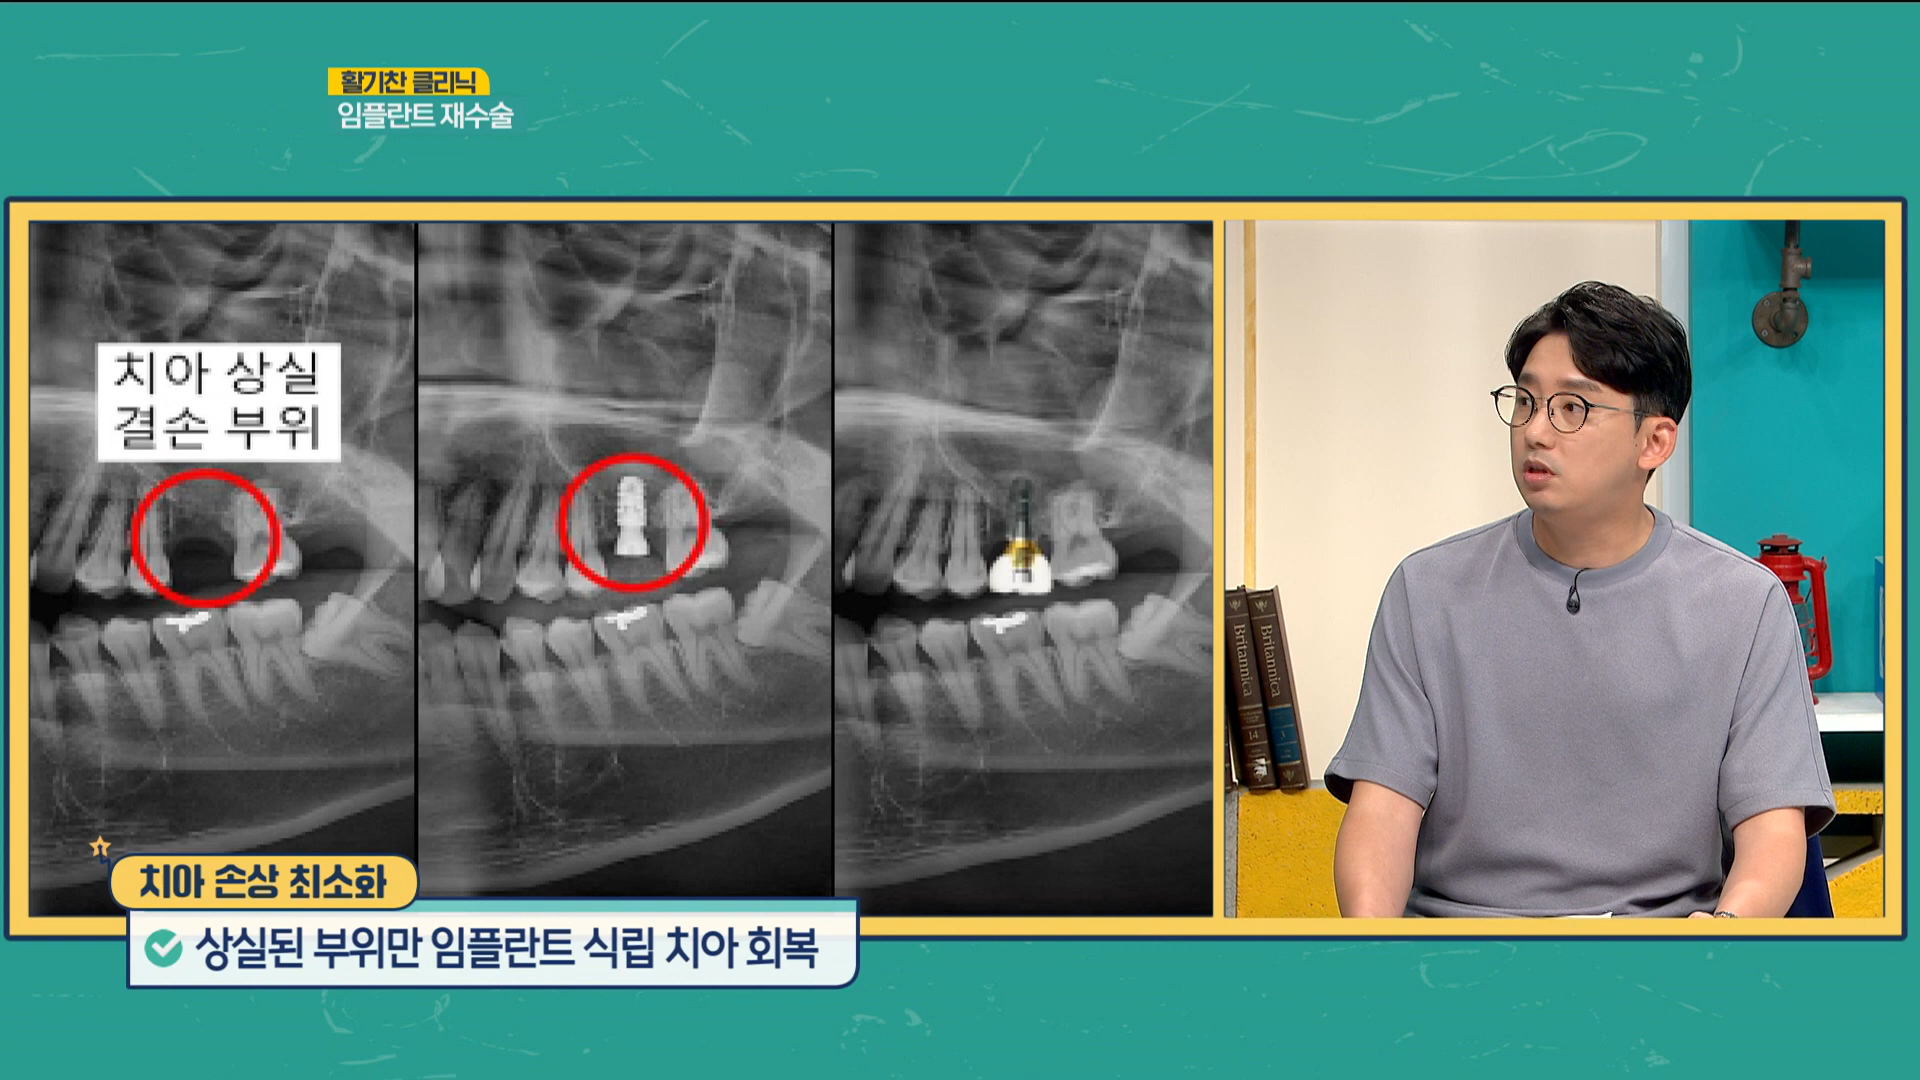 활기찬 클리닉
임플란트 재수술
치아 상실
결손 부위
치아 손상 최소화
상실된 부위만 임플란트 식립 치아 회복
Britannica
14
Britannica
3